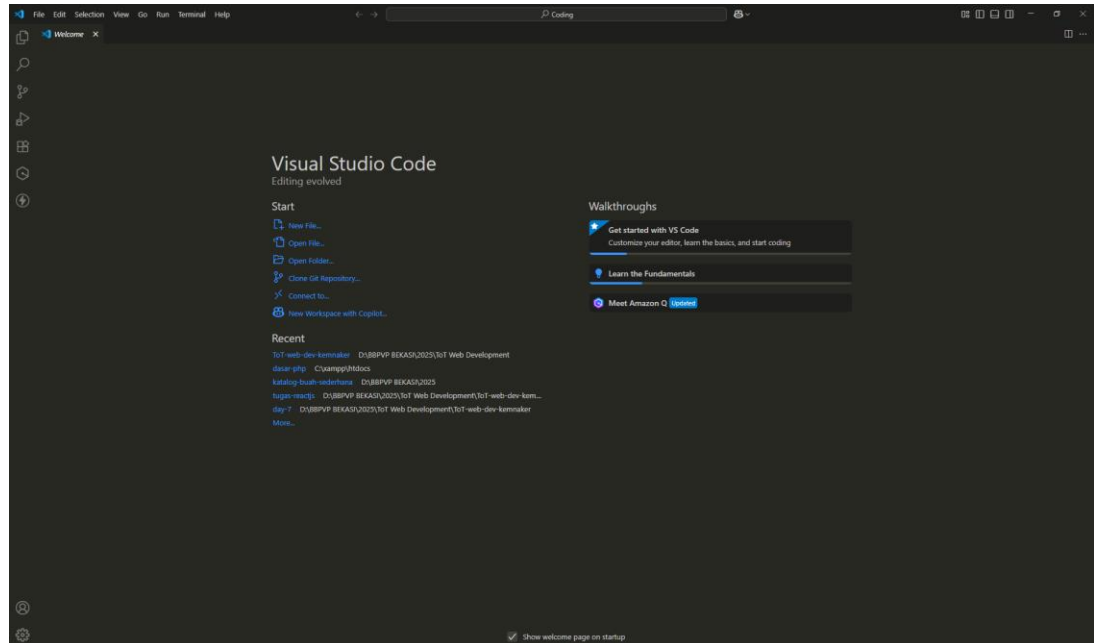 File Edit Selection View Go Run Terminal Help
Coding
Welcome
Visual Studio Code
Editing evolved
Start
New File...
Open File...
Open Folder...
Clone Git Repository...
Connect to...
New Workspace with Copilot...
Recent
ToT-web-dev-kemnaker D:\BBPVP BEKASI\2025\ToT Web Development
dasar-php C:\xampp\htdocs
katalog-buah-sederhana D:\BBPVP BEKASI\2025
tugas-reactjs D:\BBPVP BEKASI\2025\ToT Web Development\ToT-web-dev-kem...
day-7 D:\BBPVP BEKASI\2025\ToT Web Development\ToT-web-dev-kemnaker
More...
Walkthroughs
Get started with VS Code
Customize your editor, learn the basics, and start coding
Learn the Fundamentals
Meet Amazon Q Updated
Show welcome page on startup